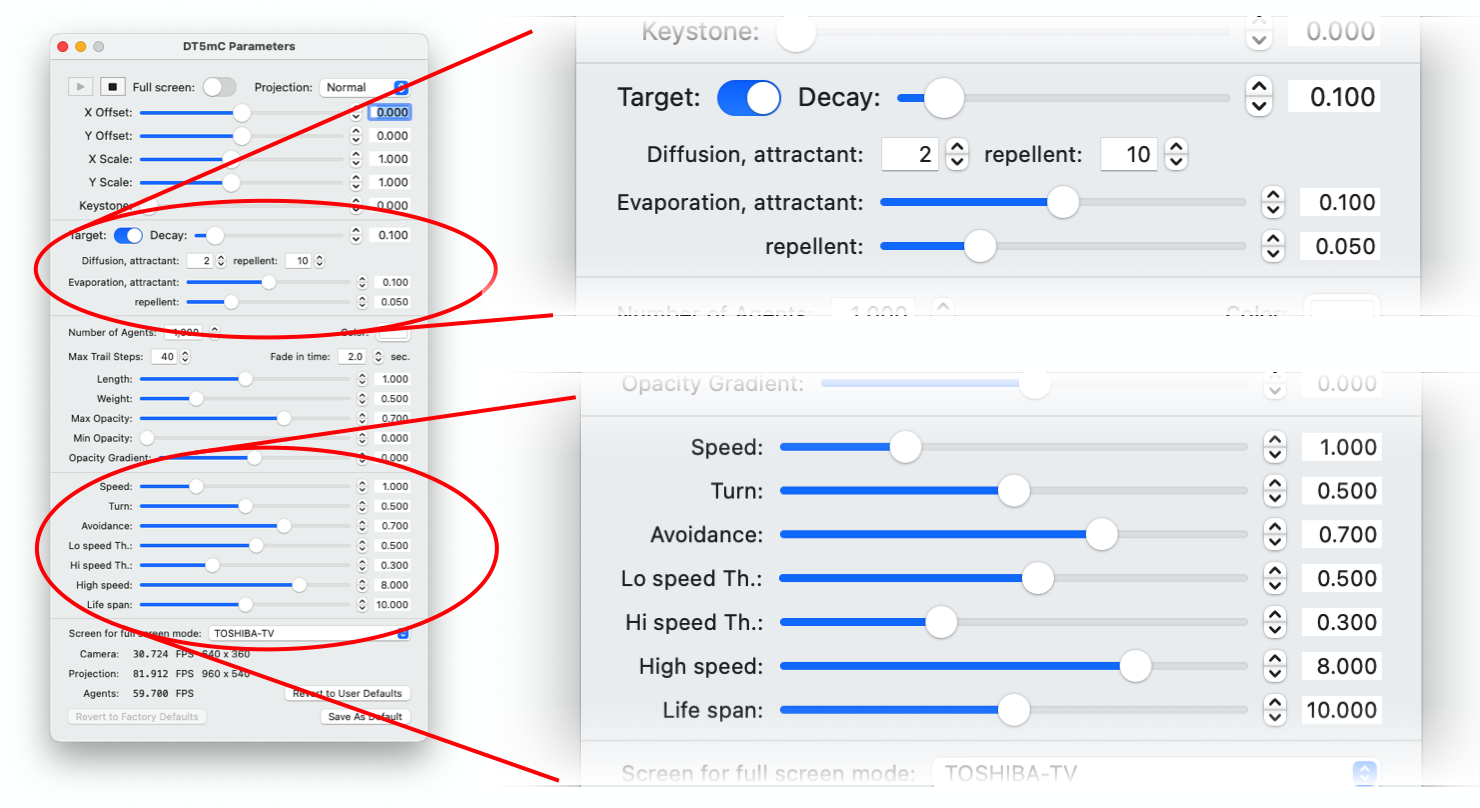 DT5mC Parameters
Full screen: Projection: Normal
X Offset: 0.000
Y Offset: 0.000
X Scale: 1.000
Y Scale: 1.000
Keystone: 0.000
Target: Decay: 0.100
Diffusion, attractant: 2 repellent: 10
Evaporation, attractant: 0.100
repellent: 0.050
Number of Agents: 1,000 Color:
Max Trail Steps: 40 Fade in time: 2.0 sec.
Length: 1.000
Weight: 0.500
Max Opacity: 0.700
Min Opacity: 0.000
Opacity Gradient: 0.000
Speed: 1.000
Turn: 0.500
Avoidance: 0.700
Lo speed Th.: 0.500
Hi speed Th.: 0.300
High speed: 8.000
Life span: 10.000
Screen for full screen mode: TOSHIBA-TV
Camera: 30.724 FPS 640 x 360
Projection: 81.912 FPS 960 x 540
Agents: 59.700 FPS Revert to User Defaults
Revert to Factory Defaults Save As Default
Keystone: 0.000
Target: Decay: 0.100
Diffusion, attractant: 2 repellent: 10
Evaporation, attractant: 0.100
repellent: 0.050
Number of Agents: 1,000 Color:
Opacity Gradient: 0.000
Speed: 1.000
Turn: 0.500
Avoidance: 0.700
Lo speed Th.: 0.500
Hi speed Th.: 0.300
High speed: 8.000
Life span: 10.000
Screen for full screen mode: TOSHIBA-TV